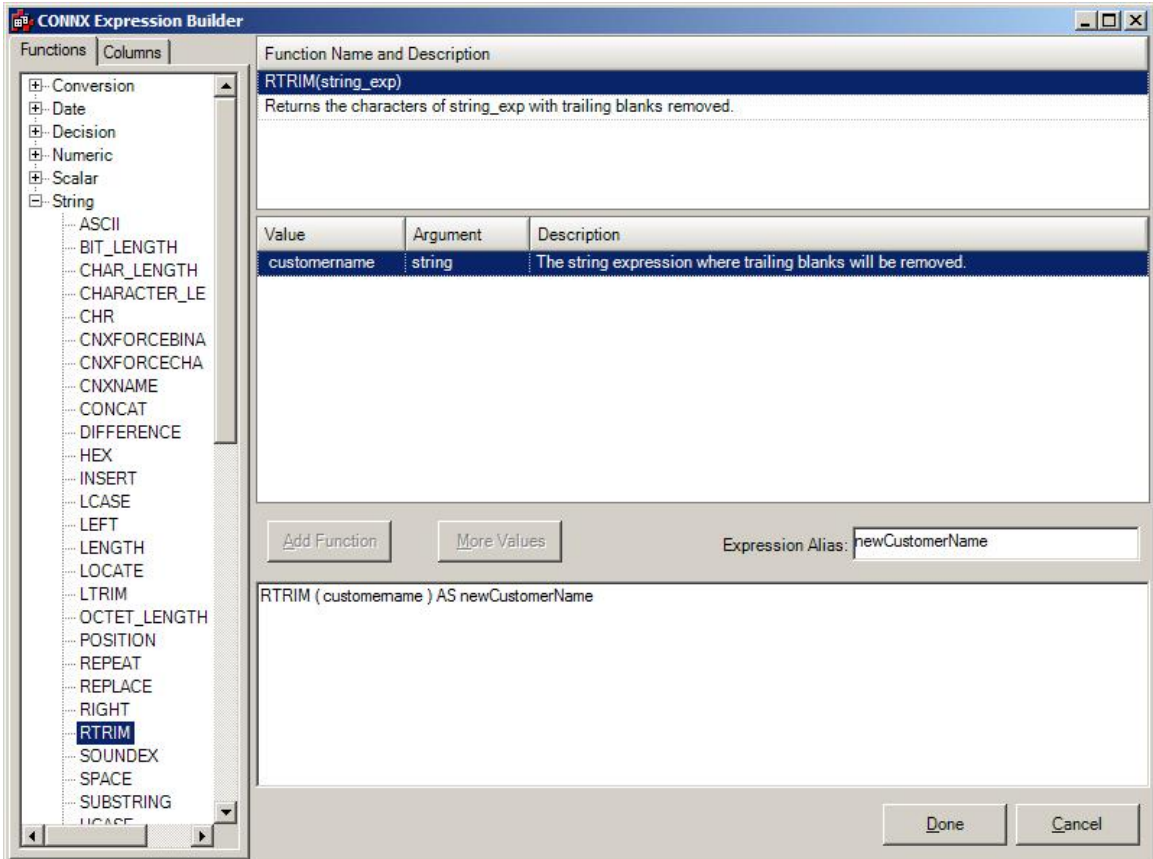 CONNX Expression Builder
Functions
Columns
Conversion
Date
Decision
Numeric
Scalar
String
ASCII
BIT_LENGTH
CHAR_LENGTH
CHARACTER_LE
CHR
CNXFORCEBINA
CNXFORCECHA
CNXNAME
CONCAT
DIFFERENCE
HEX
INSERT
LCASE
LEFT
LENGTH
LOCATE
LTRIM
OCTET_LENGTH
POSITION
REPEAT
REPLACE
RIGHT
RTRIM
SOUNDEX
SPACE
SUBSTRING
UCASE
Function Name and Description
RTRIM(string_exp)
Returns the characters of string_exp with trailing blanks removed.
Value Argument Description
customername string The string expression where trailing blanks will be removed.
Add Function
More Values
Expression Alias: newCustomerName
RTRIM ( customername ) AS newCustomerName
Done
Cancel